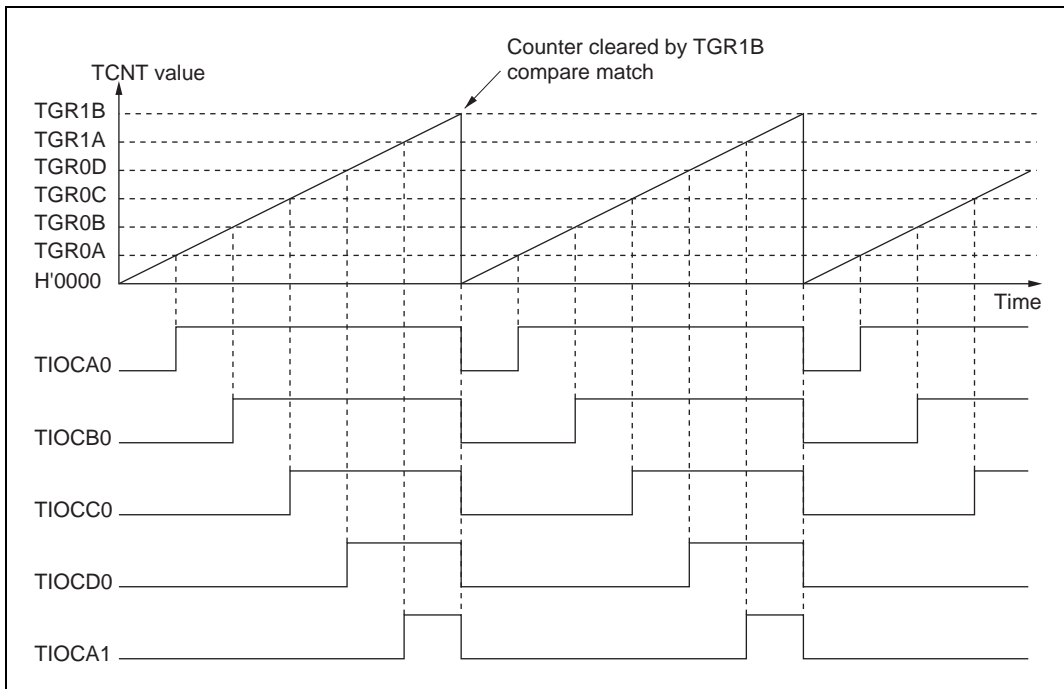 Counter cleared by TGR1B
compare match
TCNT value
TGR1B
TGR1A
TGR0D
TGR0C
TGR0B
TGR0A
H'0000
Time
TIOCA0
TIOCB0
TIOCC0
TIOCD0
TIOCA1